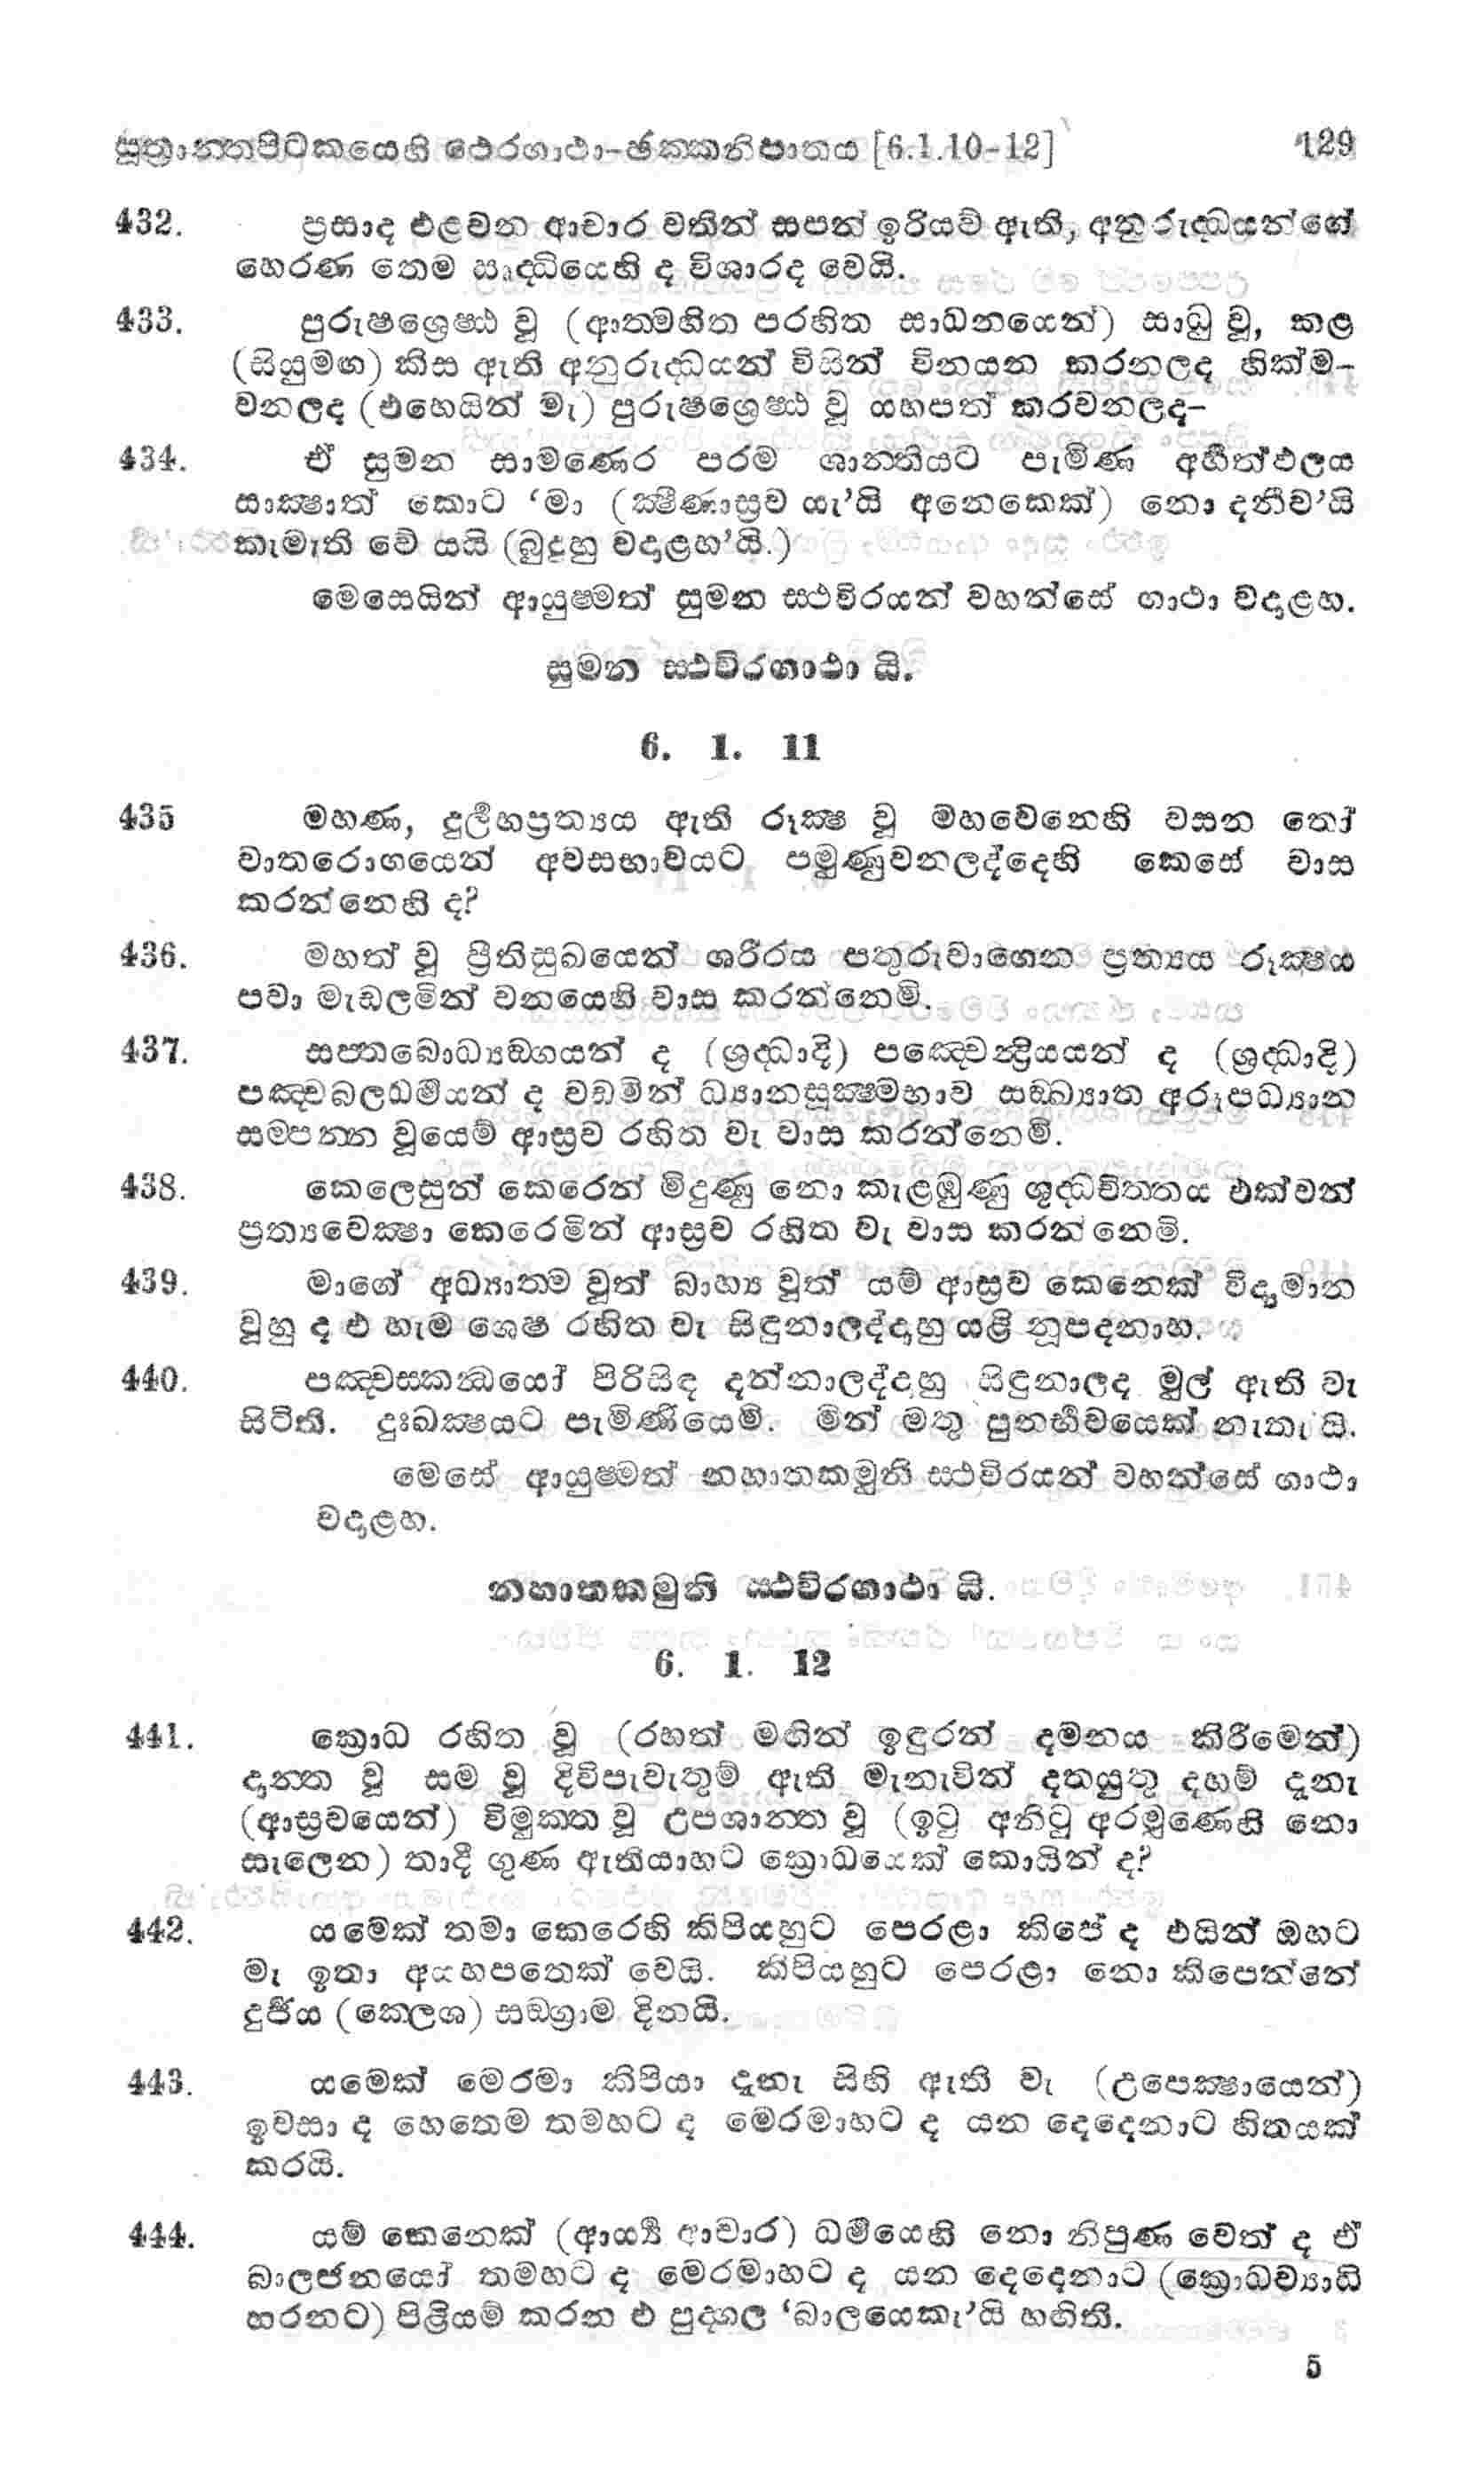 සූත්‍රාන්තපිටකයෙහි ථෙරගාථා-ඡක්කනිපාතය [6.1.10-12] 129
432. ප්‍රසාද එළවන ආචාර වතින් සපන් ඉරියව් ඇති, අනුරුද්ධයන්ගේ
හෙරණ තෙම ඍද්ධියෙහි ද විශාරද වෙයි.
433. පුරුෂශ්‍රෙෂ්ඨ වූ (ආත්මහිත පරහිත සාධනයෙන්) සාධු වූ, කළ
(සියුමඟ) කිස ඇති අනුරුද්ධයන් විසින් විනයන කරනලද හික්ම-
වනලද (එහෙයින් මැ) පුරුෂශ්‍රෙෂ්ඨ වූ යහපත් කරවනලද-
434. ඒ සුමන සාමණෙර පරම ශාන්තියට පැමිණ අර්හත්ඵලය
සාක්‍ෂාත් කොට ‘මා (ක්‍ෂීණාස්‍රව යැ’යි අනෙකෙක්) නො දනීව’යි
කැමැති වේ යයි (බුදුහු වදාළහ’යි.)
මෙසෙයින් ආයුෂ්මත් සුමන ස්ථවිරයන් වහන්සේ ගාථා වදාළහ.
සුමන ස්ථවිරගාථා යි.
6. 1. 11
435 මහණ, දුර්ලභප්‍රත්‍යය ඇති රූක්‍ෂ වූ මහවෙනෙහි වසන තෝ
වාතරොගයෙන් අවසභාවයට පමුණුවනලද්දෙහි කෙසේ වාස
කරන්නෙහි ද?
436. මහත් වූ ප්‍රීතිසුඛයෙන් ශරීරය පතුරුවාගෙන ප්‍රත්‍යය රූක්‍ෂය
පවා මැඩලමින් වනයෙහි වාස කරන්නෙමි.
437. සප්තබොධ්‍යඞ්ගයන් ද (ශ්‍රද්ධාදි) පඤ්චෙන්ද්‍රියයන් ද (ශ්‍රද්ධාදි)
පඤ්චබලධර්මයන් ද වඩමින් ධ්‍යානසූක්‍ෂ්මභාව සඞ්ඛ්‍යාත අරූපධ්‍යාන
සම්පන්න වූයෙම් ආස්‍රව රහිත වැ වාස කරන්නෙමි.
438. කෙලෙසුන් කෙරෙන් මිදුණු නො කැළඹුණු ශුද්ධචිත්තය එක්වන්
ප්‍රත්‍යවෙක්‍ෂා කෙරෙමින් ආස්‍රව රහිත වැ වාස කරන්නෙමි.
439. මාගේ අධ්‍යාත්ම වූත් බාහ්‍ය වූත් යම් ආස්‍රව කෙනෙක් විද්‍යමාන
වූහු ද එ හැම ශෙෂ රහිත වැ සිඳුනාලද්දාහු යළි නූපදනාහ.
440. පඤ්චස්කන්ධයෝ පිරිසිඳ දන්නාලද්දාහු සිඳුනාලද මුල් ඇති වැ
සිටිති. දුඃඛක්‍ෂයට පැමිණියෙමි. මින් මතු පුනර්භවයෙක් නැතැ යි.
මෙසේ ආයුෂ්මත් න්හාතකමුනි ස්ථවිරයන් වහන්සේ ගාථා
වදාළහ.
න්හාතකමුනි ස්ථවිරගාථා යි.
6. 1. 12
441. ක්‍රොධ රහිත වූ (රහත් මඟින් ඉඳුරන් දමනය කිරීමෙන්)
දාන්ත වූ සම වූ දිවිපැවැතුම් ඇති මැනැවින් දතයුතු දහම් දැනැ
(ආස්‍රවයෙන්) විමුක්ත වූ උපශාන්ත වූ (ඉටු අනිටු අරමුණෙහි නො
සැලෙන) තාදී ගුණ ඇතියාහට ක්‍රොධයෙක් කොයින් ද?
442. යමෙක් තමා කෙරෙහි කිපියහුට පෙරළා කිපේ ද එයින් ඔහට
මැ ඉතා අයහපතෙක් වෙයි. කිපියහුට පෙරළා නො කිපෙන්නේ
දුර්ජය (කෙලශ) සඞ්ග්‍රාම දිනයි.
443. යමෙක් මෙරමා කිපියා දැනැ සිහි ඇති වැ (උපෙක්‍ෂායෙන්)
ඉවසා ද හෙතෙම තමහට ද මෙරමාහට ද යන දෙදෙනාට හිතයක්
කරයි.
444. යම් කෙනෙක් (ආර්‍ය්‍ය ආචාර) ධර්මයෙහි නො නිපුණ වෙත් ද ඒ
බාලජනයෝ තමහට ද මෙරමාහට ද යන දෙදෙනාට (ක්‍රොධව්‍යාධි
හරනට) පිළියම් කරන එ පුද්ගල ‘බාලයෙකැ’යි හඟිති.
5